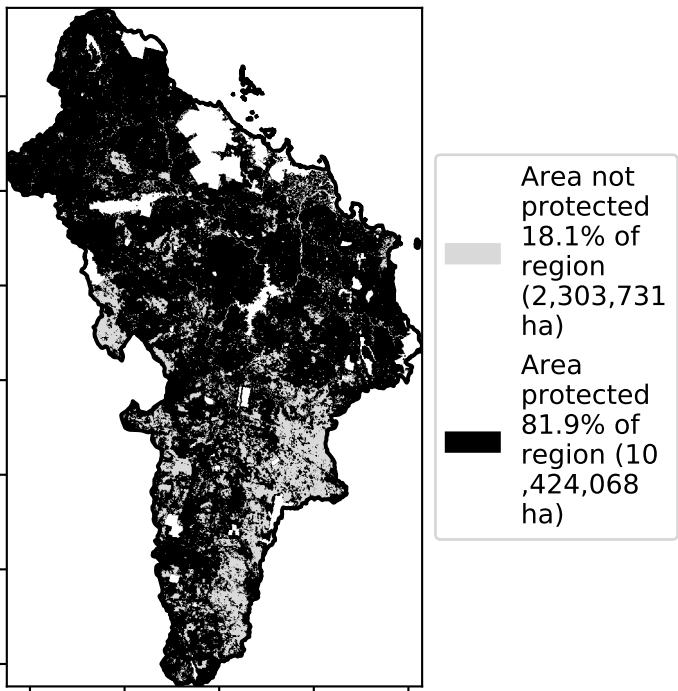 Area not
protected
18.1% of
region
(2,303,731
ha)
Area
protected
81.9% of
region (10
,424,068
ha)